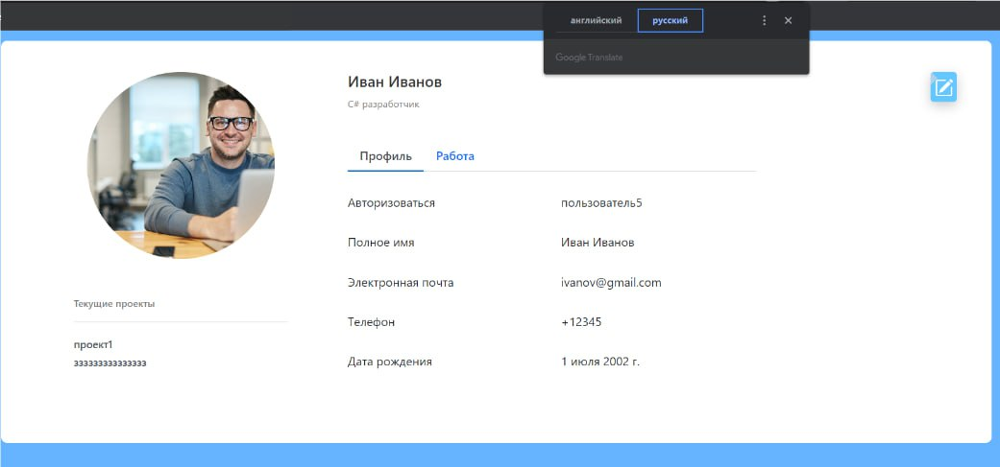 английский русский
Google Translate
Иван Иванов
C# разработчик
Профиль Работа
Авторизоваться пользователь5
Полное имя Иван Иванов
Электронная почта ivanov@gmail.com
Телефон +12345
Дата рождения 1 июля 2002 г.
Текущие проекты
проект1
ззззззззззззззз